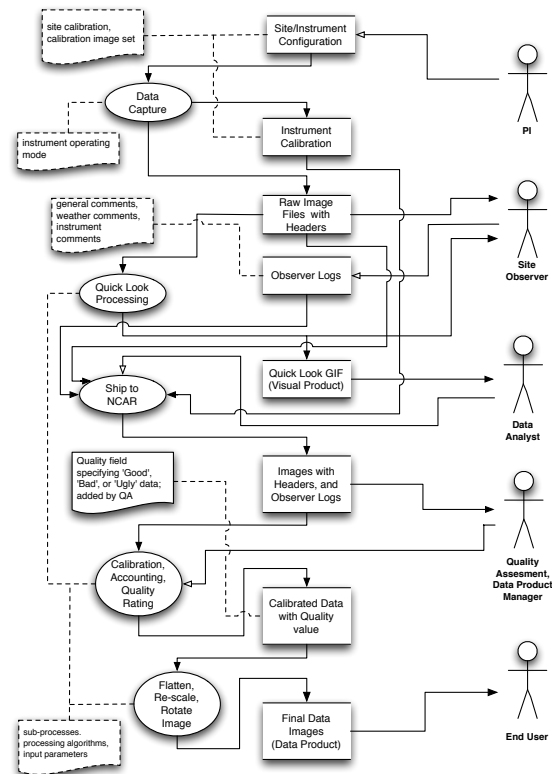 site calibration,
calibration image set
Site/Instrument
Configuration
PI
Data
Capture
instrument operating
mode
Instrument
Calibration
general comments,
weather comments,
instrument
comments
Raw Image
Files with
Headers
Site
Observer
Quick Look
Processing
Observer Logs
Ship to
NCAR
Quick Look GIF
(Visual Product)
Data
Analyst
Quality field
specifying 'Good',
'Bad', or 'Ugly' data;
added by QA
Images with
Headers, and
Observer Logs
Quality
Assesment,
Data Product
Manager
Calibration,
Accounting,
Quality
Rating
Calibrated Data
with Quality
value
Flatten,
Re-scale,
Rotate
Image
sub-processes.
processing algorithms,
input parameters
Final Data
Images
(Data Product)
End User